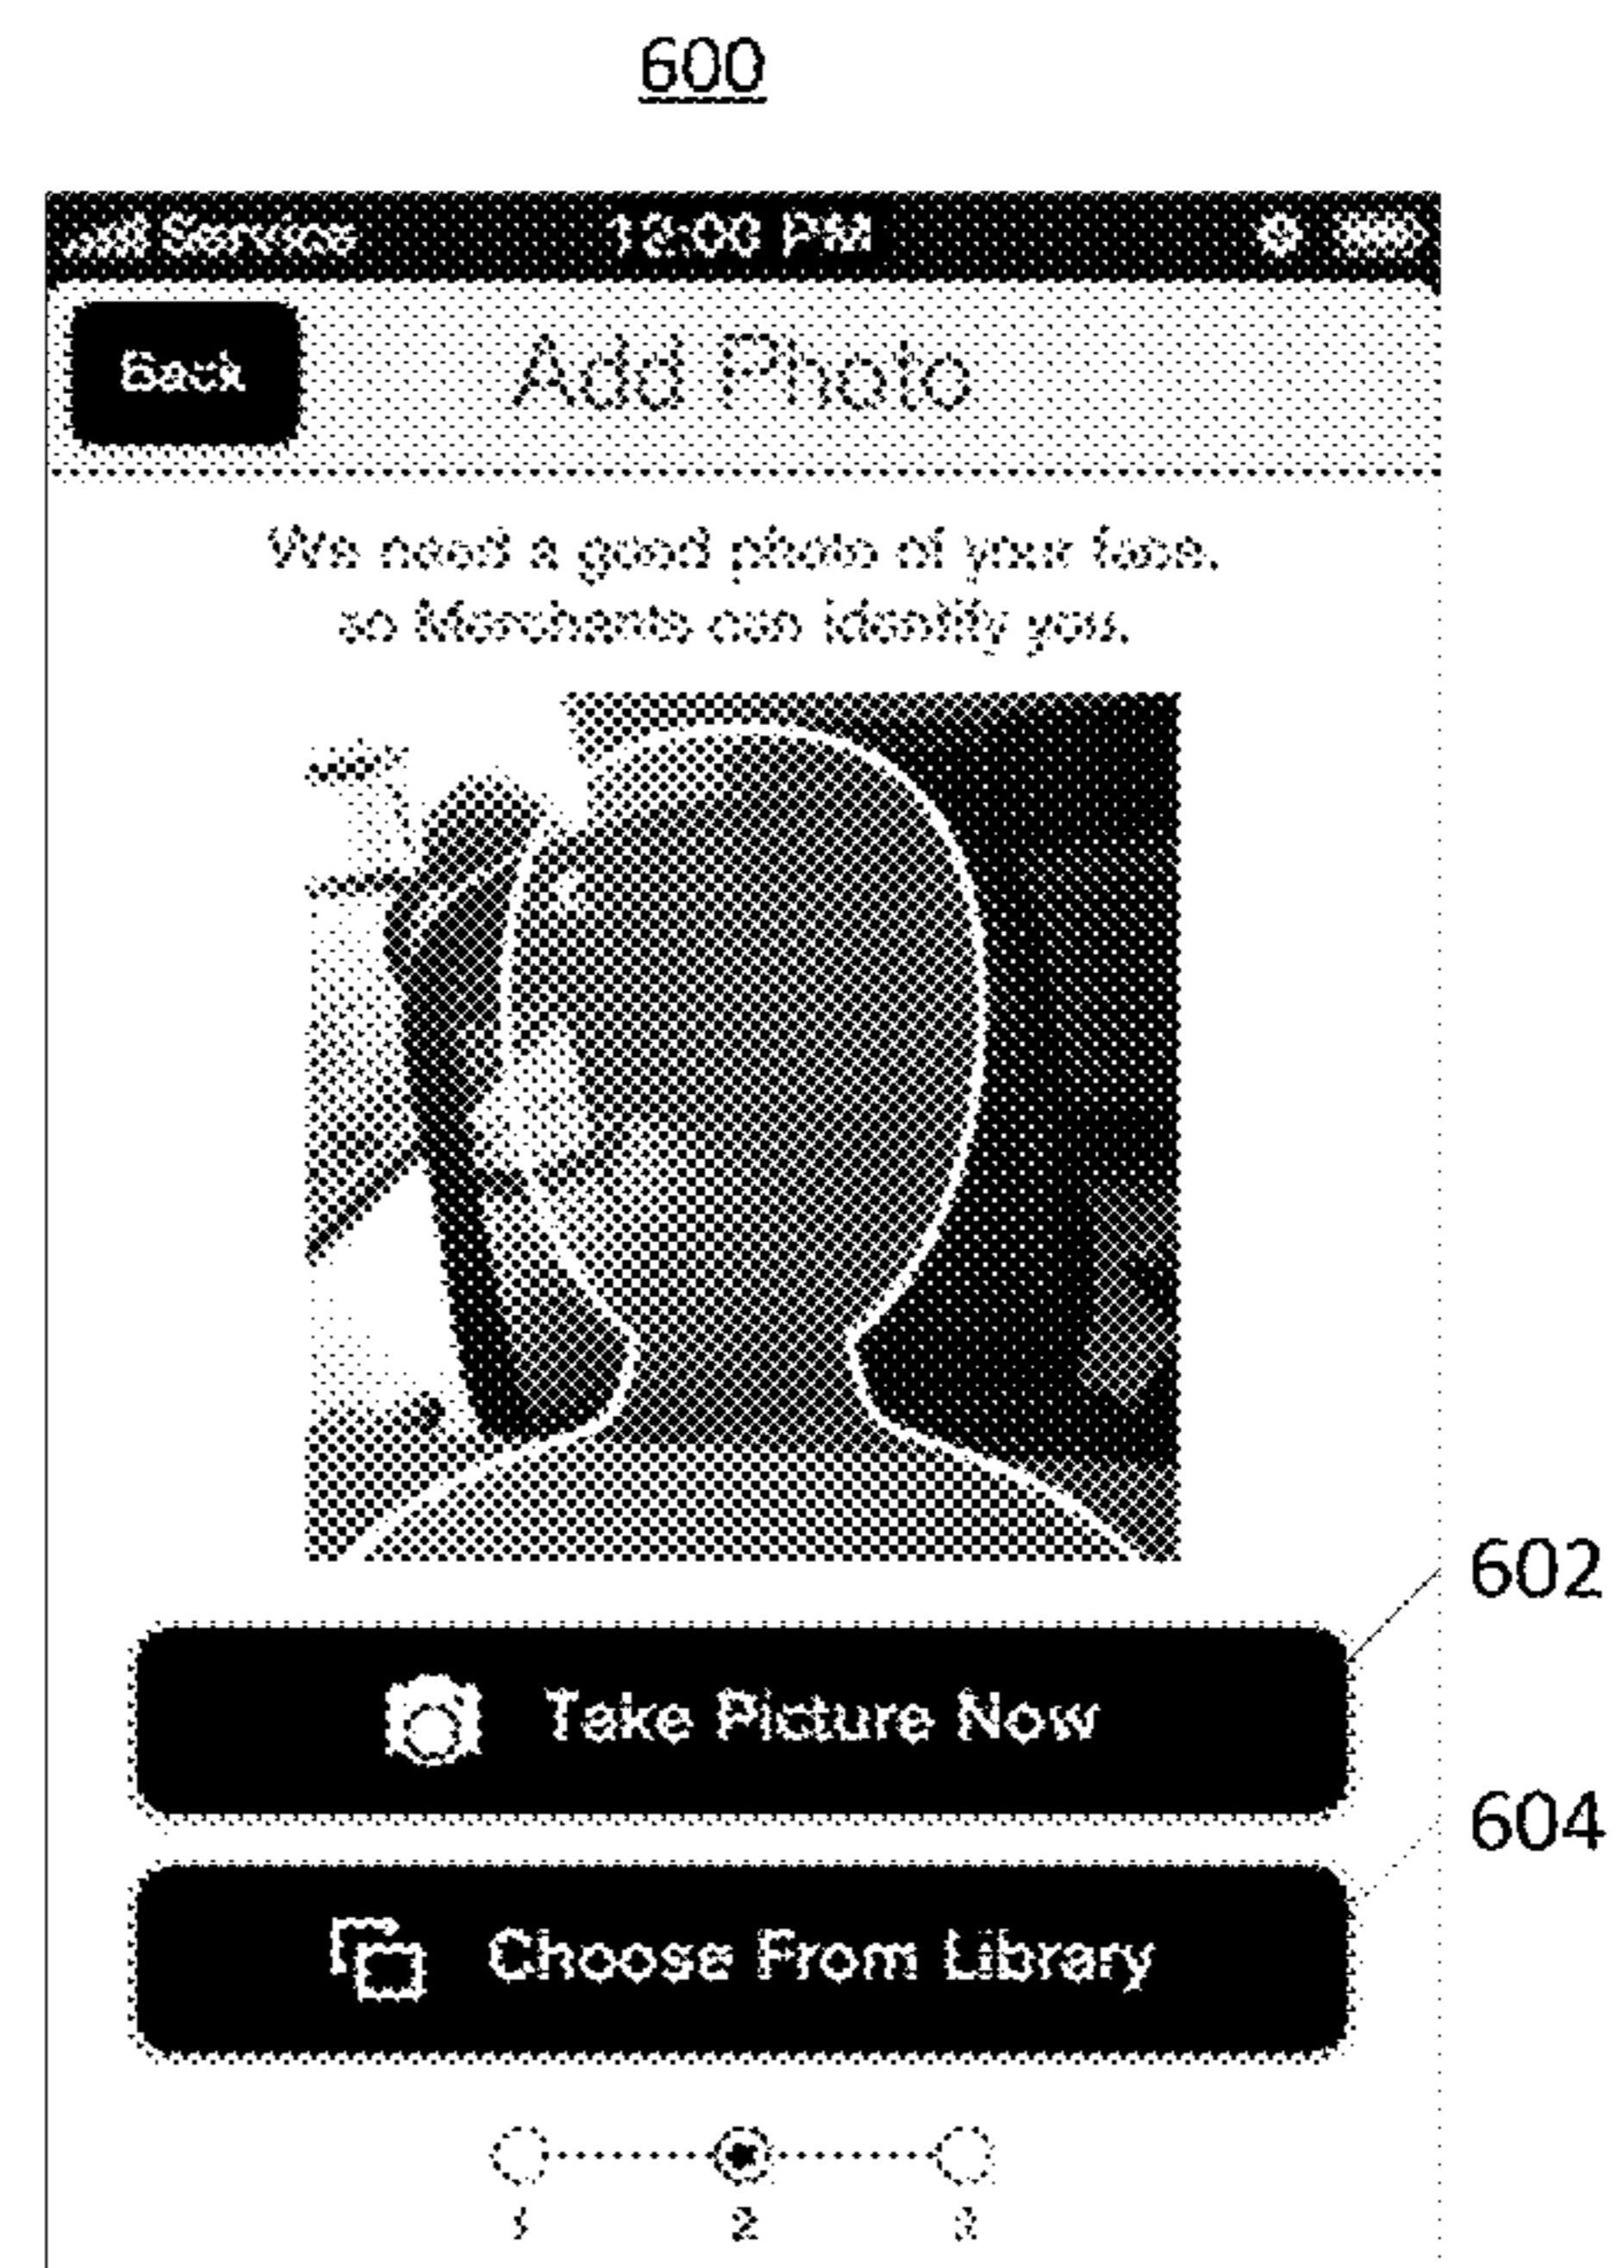 600
Service 12:00 PM
Back Add Photo
We need a good photo of your face,
so Merchants can identify you.
602
Take Picture Now
604
Choose From Library
1 2 3